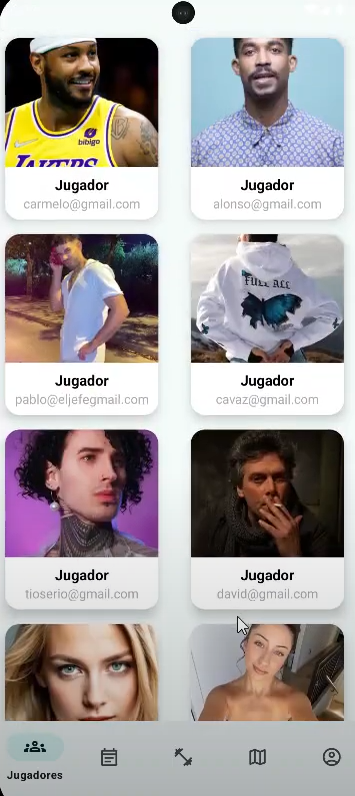 bibigo
LAKERS
Jugador
carmelo@gmail.com
Jugador
alonso@gmail.com
FULL ALL
Jugador
pablo@eljefegmail.com
Jugador
cavaz@gmail.com
Jugador
tioserio@gmail.com
Jugador
david@gmail.com
Jugadores